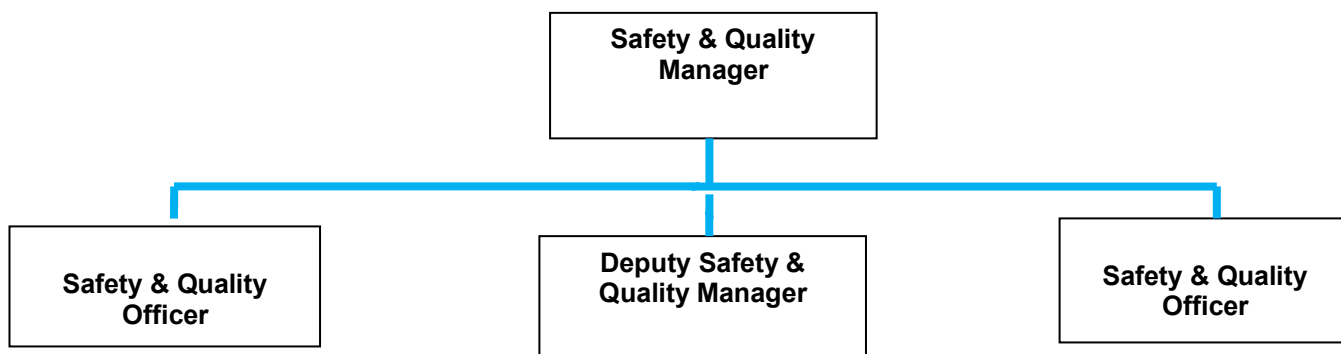 Safety & Quality
Manager
Safety & Quality
Officer
Deputy Safety &
Quality Manager
Safety & Quality
Officer